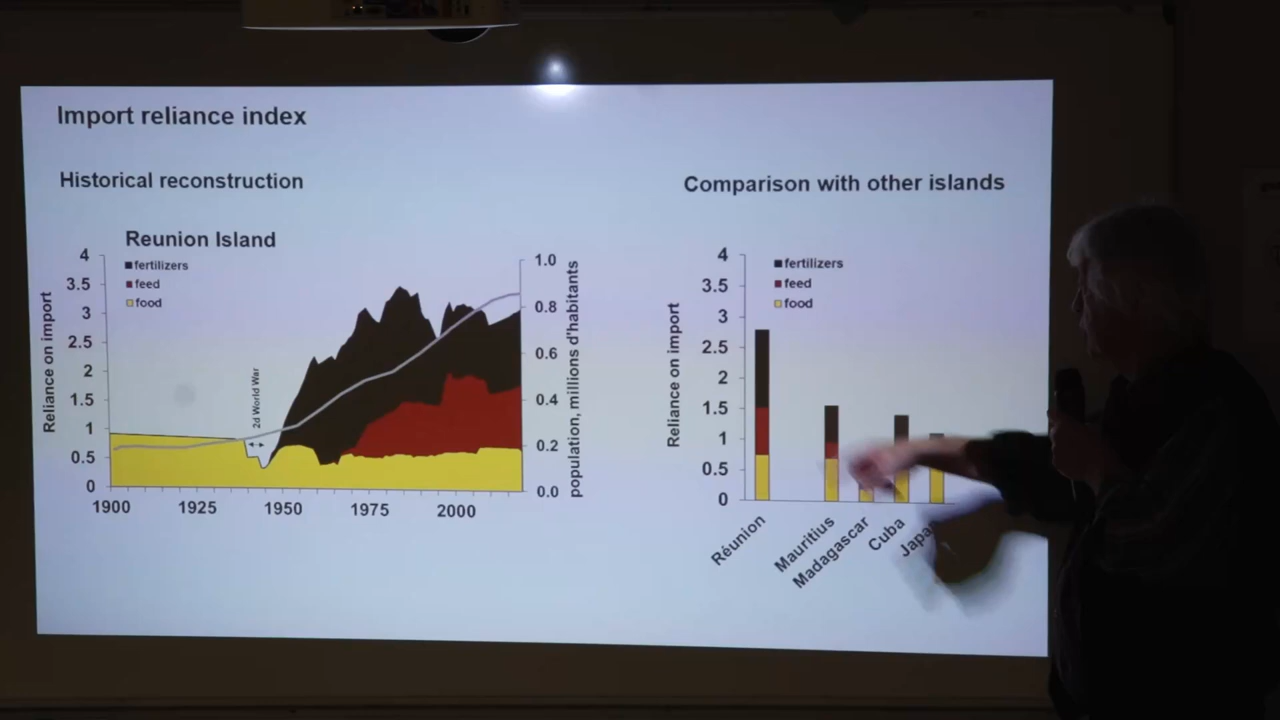 Import reliance index
Historical reconstruction
Reunion Island
fertilizers
feed
food
Reliance on import
4
3.5
3
2.5
2
1.5
1
0.5
0
2d World War
1900
1925
1950
1975
2000
1.0
0.8
0.6
0.4
0.2
0.0
population, millions d'habitants
Comparison with other islands
fertilizers
feed
food
Reliance on import
4
3.5
3
2.5
2
1.5
1
0.5
0
Réunion
Mauritius
Madagascar
Cuba